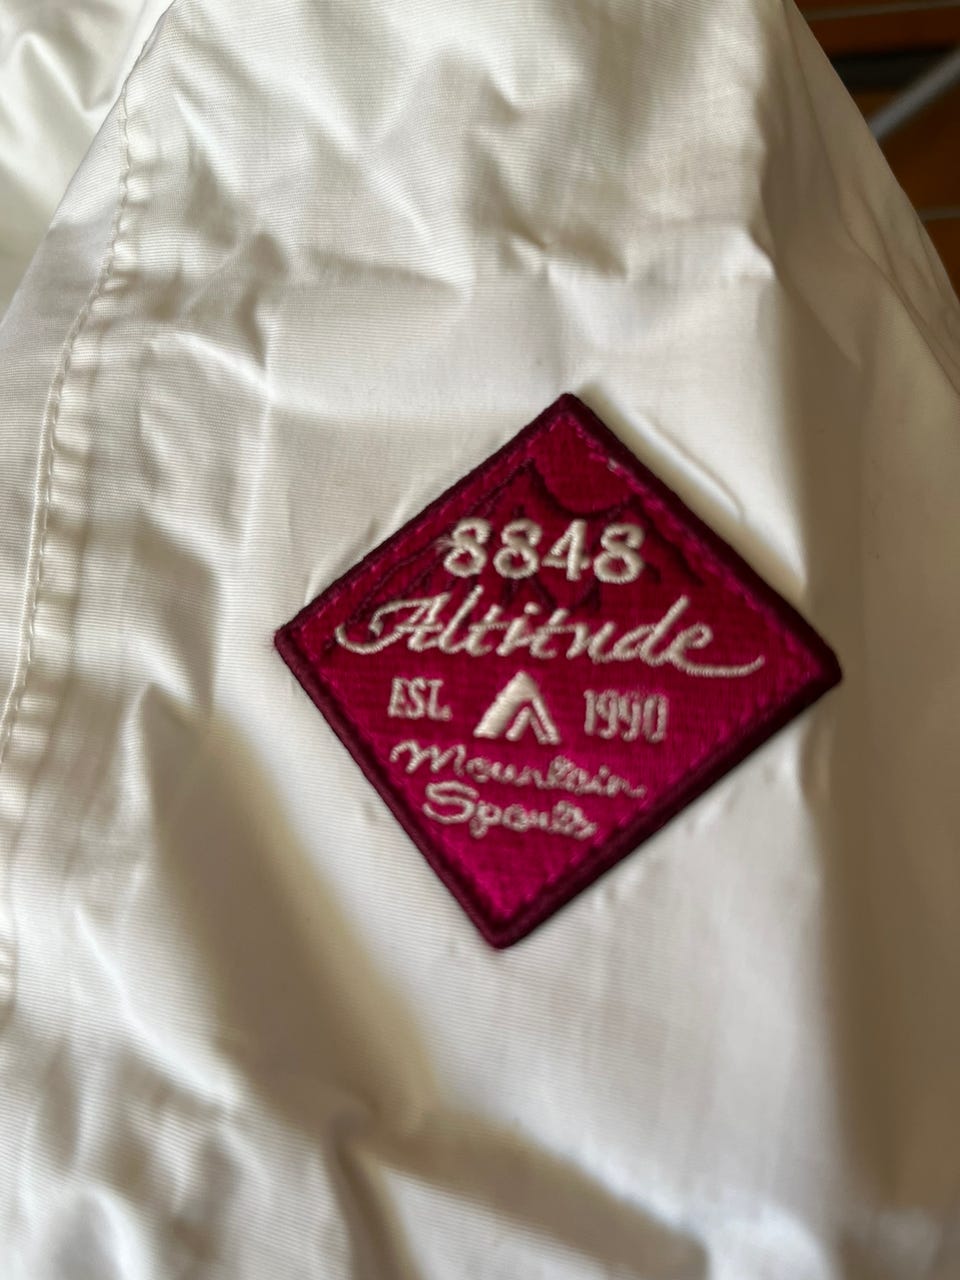 8848
Altitude
EST. 1990
Mountain
Sports